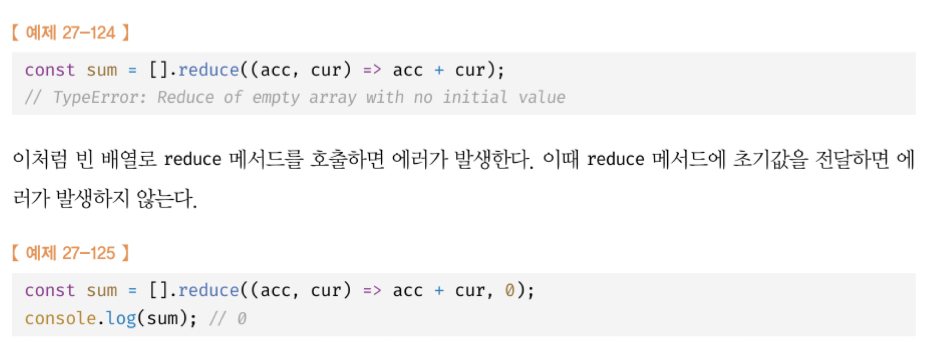 【 예제 27-124 】
const sum = [].reduce((acc, cur) => acc + cur);
// TypeError: Reduce of empty array with no initial value
이처럼 빈 배열로 reduce 메서드를 호출하면 에러가 발생한다. 이때 reduce 메서드에 초기값을 전달하면 에
러가 발생하지 않는다.
【 예제 27-125 】
const sum = [].reduce((acc, cur) => acc + cur, 0);
console.log(sum); // 0